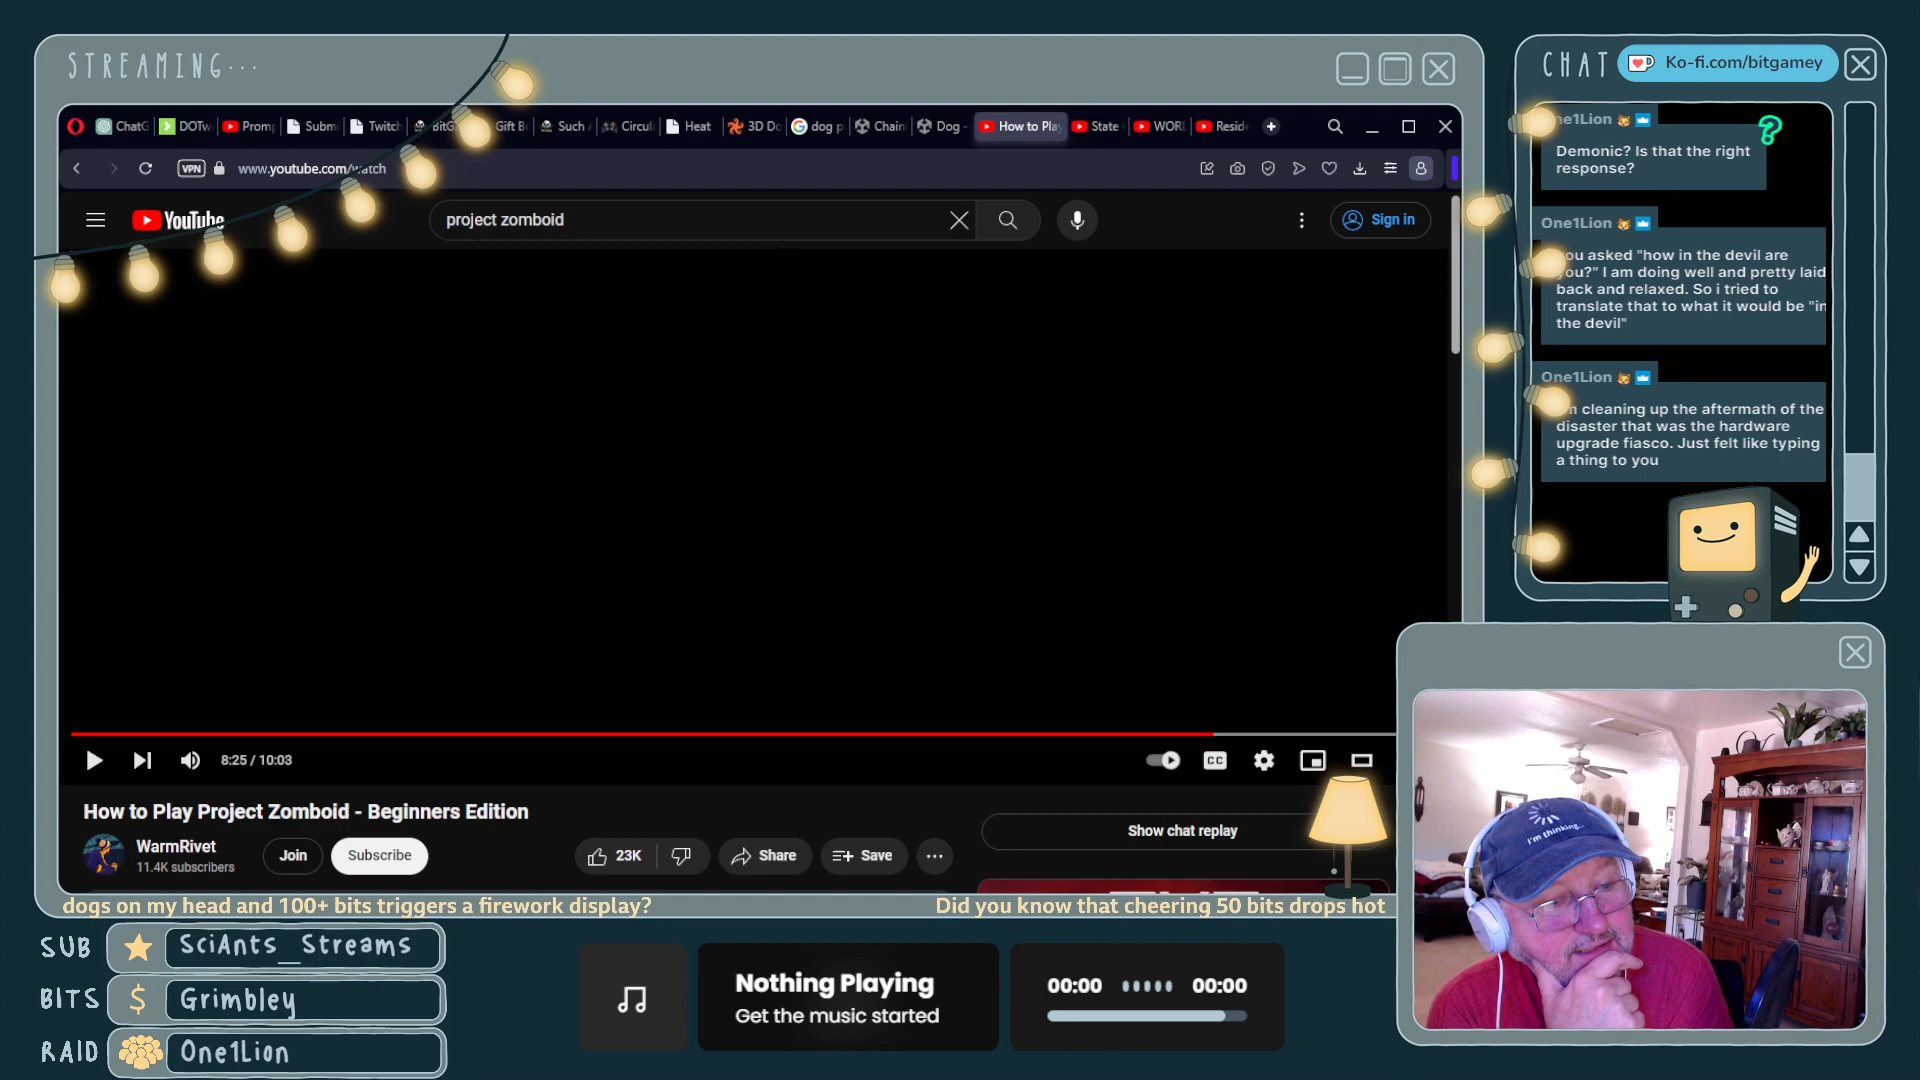 STREAMING...
CHAT
Ko-fi.com/bitgamey
ChatG
DOTw
Promp
Submi
Twitch
BitG
Gift B
Such
Circul
Heat
3D Do
dog p
Chain
Dog -
How to Play
State
WORL
Resid
VPN
www.youtube.com/watch
YouTube
project zomboid
Sign in
8:25 / 10:03
CC
How to Play Project Zomboid - Beginners Edition
WarmRivet
11.4K subscribers
Join
Subscribe
23K
Share
Save
Show chat replay
One1Lion
Demonic? Is that the right
response?
One1Lion
you asked "how in the devil are
you?" I am doing well and pretty laid
back and relaxed. So i tried to
translate that to what it would be "in
the devil"
One1Lion
cleaning up the aftermath of the
disaster that was the hardware
upgrade fiasco. Just felt like typing
a thing to you
I'm thinking...
dogs on my head and 100+ bits triggers a firework display?
Did you know that cheering 50 bits drops hot
SUB
SciAnts_Streams
BITS
$
Grimbley
RAID
One1Lion
Nothing Playing
Get the music started
00:00
00:00